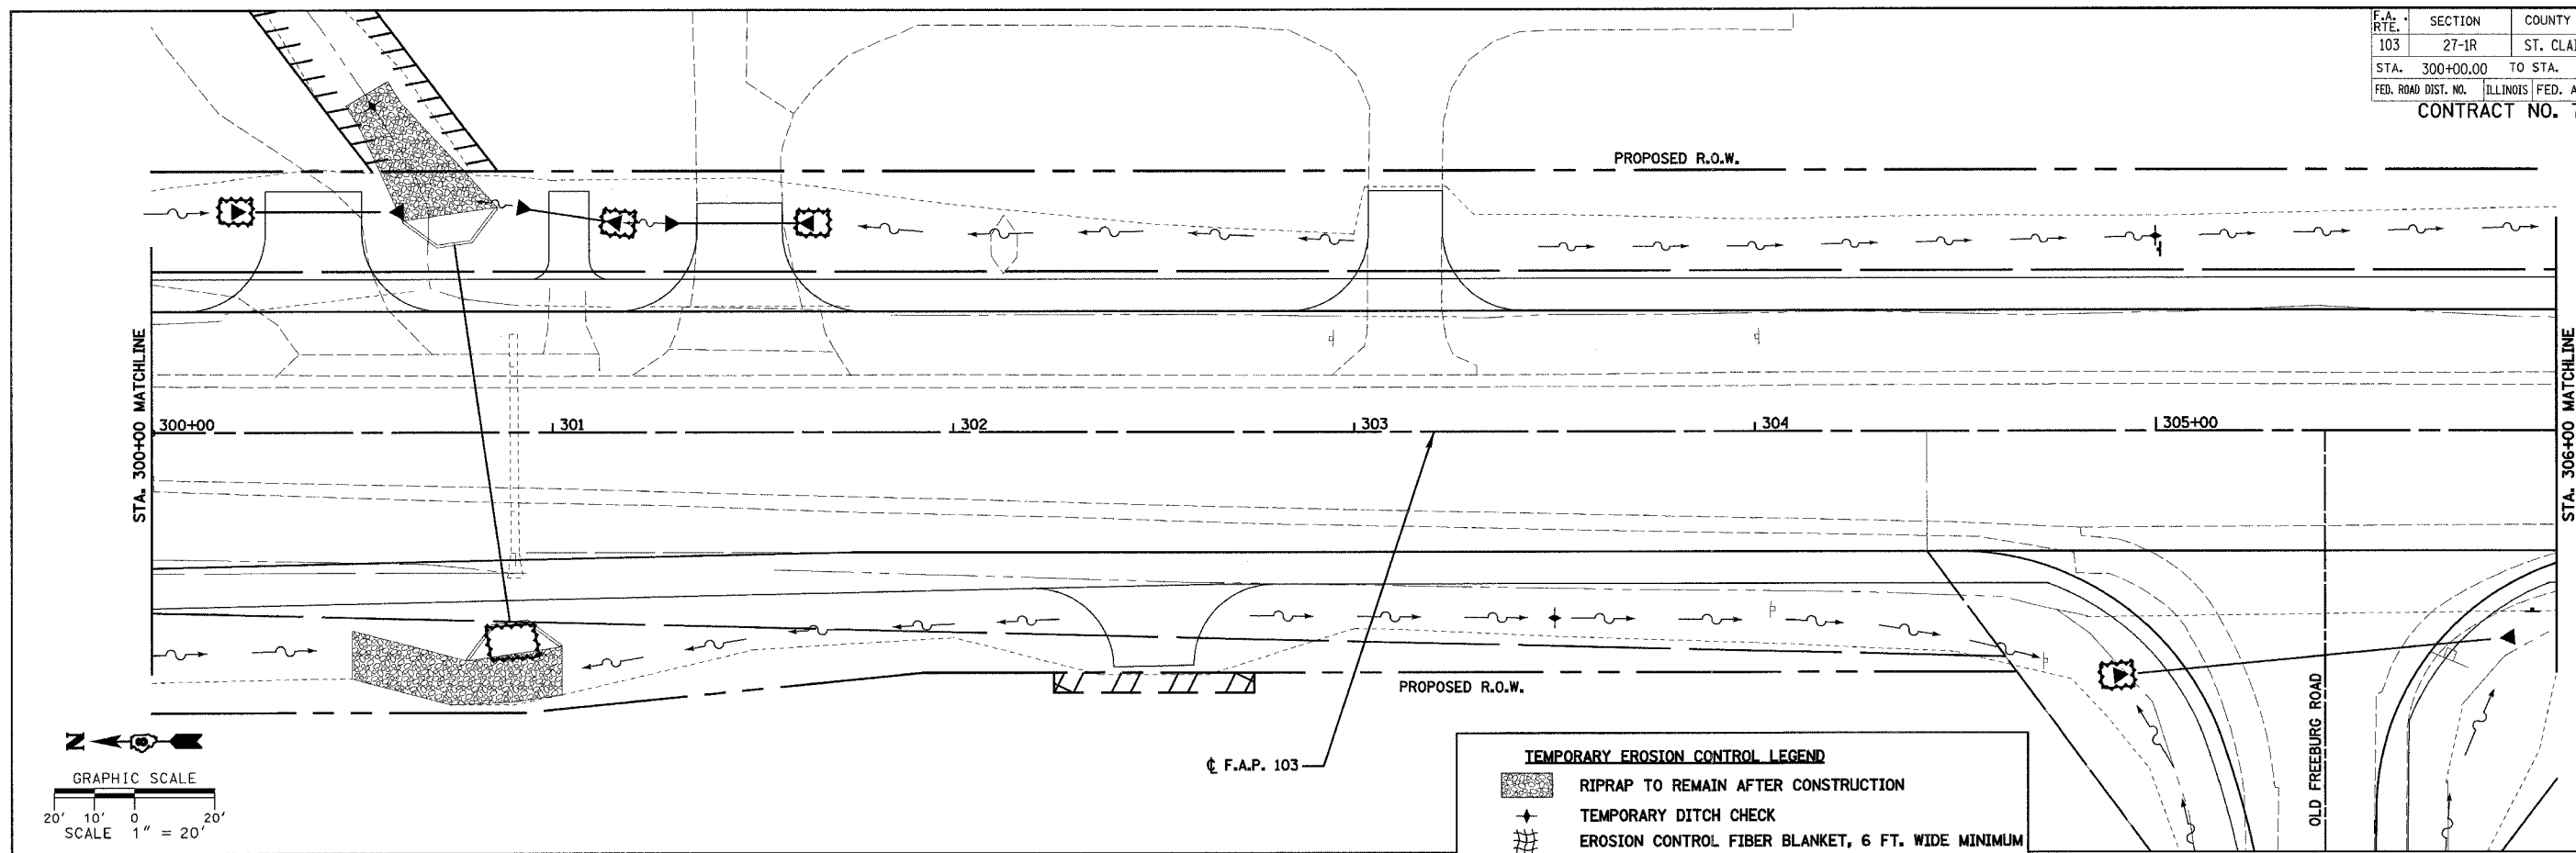 F.A. RTE. SECTION COUNTY
103 27-1R ST. CLAI
STA. 300+00.00 TO STA.
FED. ROAD DIST. NO. ILLINOIS FED. A
CONTRACT NO.
PROPOSED R.O.W.
STA. 300+00 MATCHLINE
STA. 306+00 MATCHLINE
300+00 301 302 303 304 305+00
PROPOSED R.O.W.
OLD FREEBURG ROAD
℄ F.A.P. 103
N
GRAPHIC SCALE
20' 10' 0 20'
SCALE 1" = 20'
TEMPORARY EROSION CONTROL LEGEND
RIPRAP TO REMAIN AFTER CONSTRUCTION
TEMPORARY DITCH CHECK
EROSION CONTROL FIBER BLANKET, 6 FT. WIDE MINIMUM